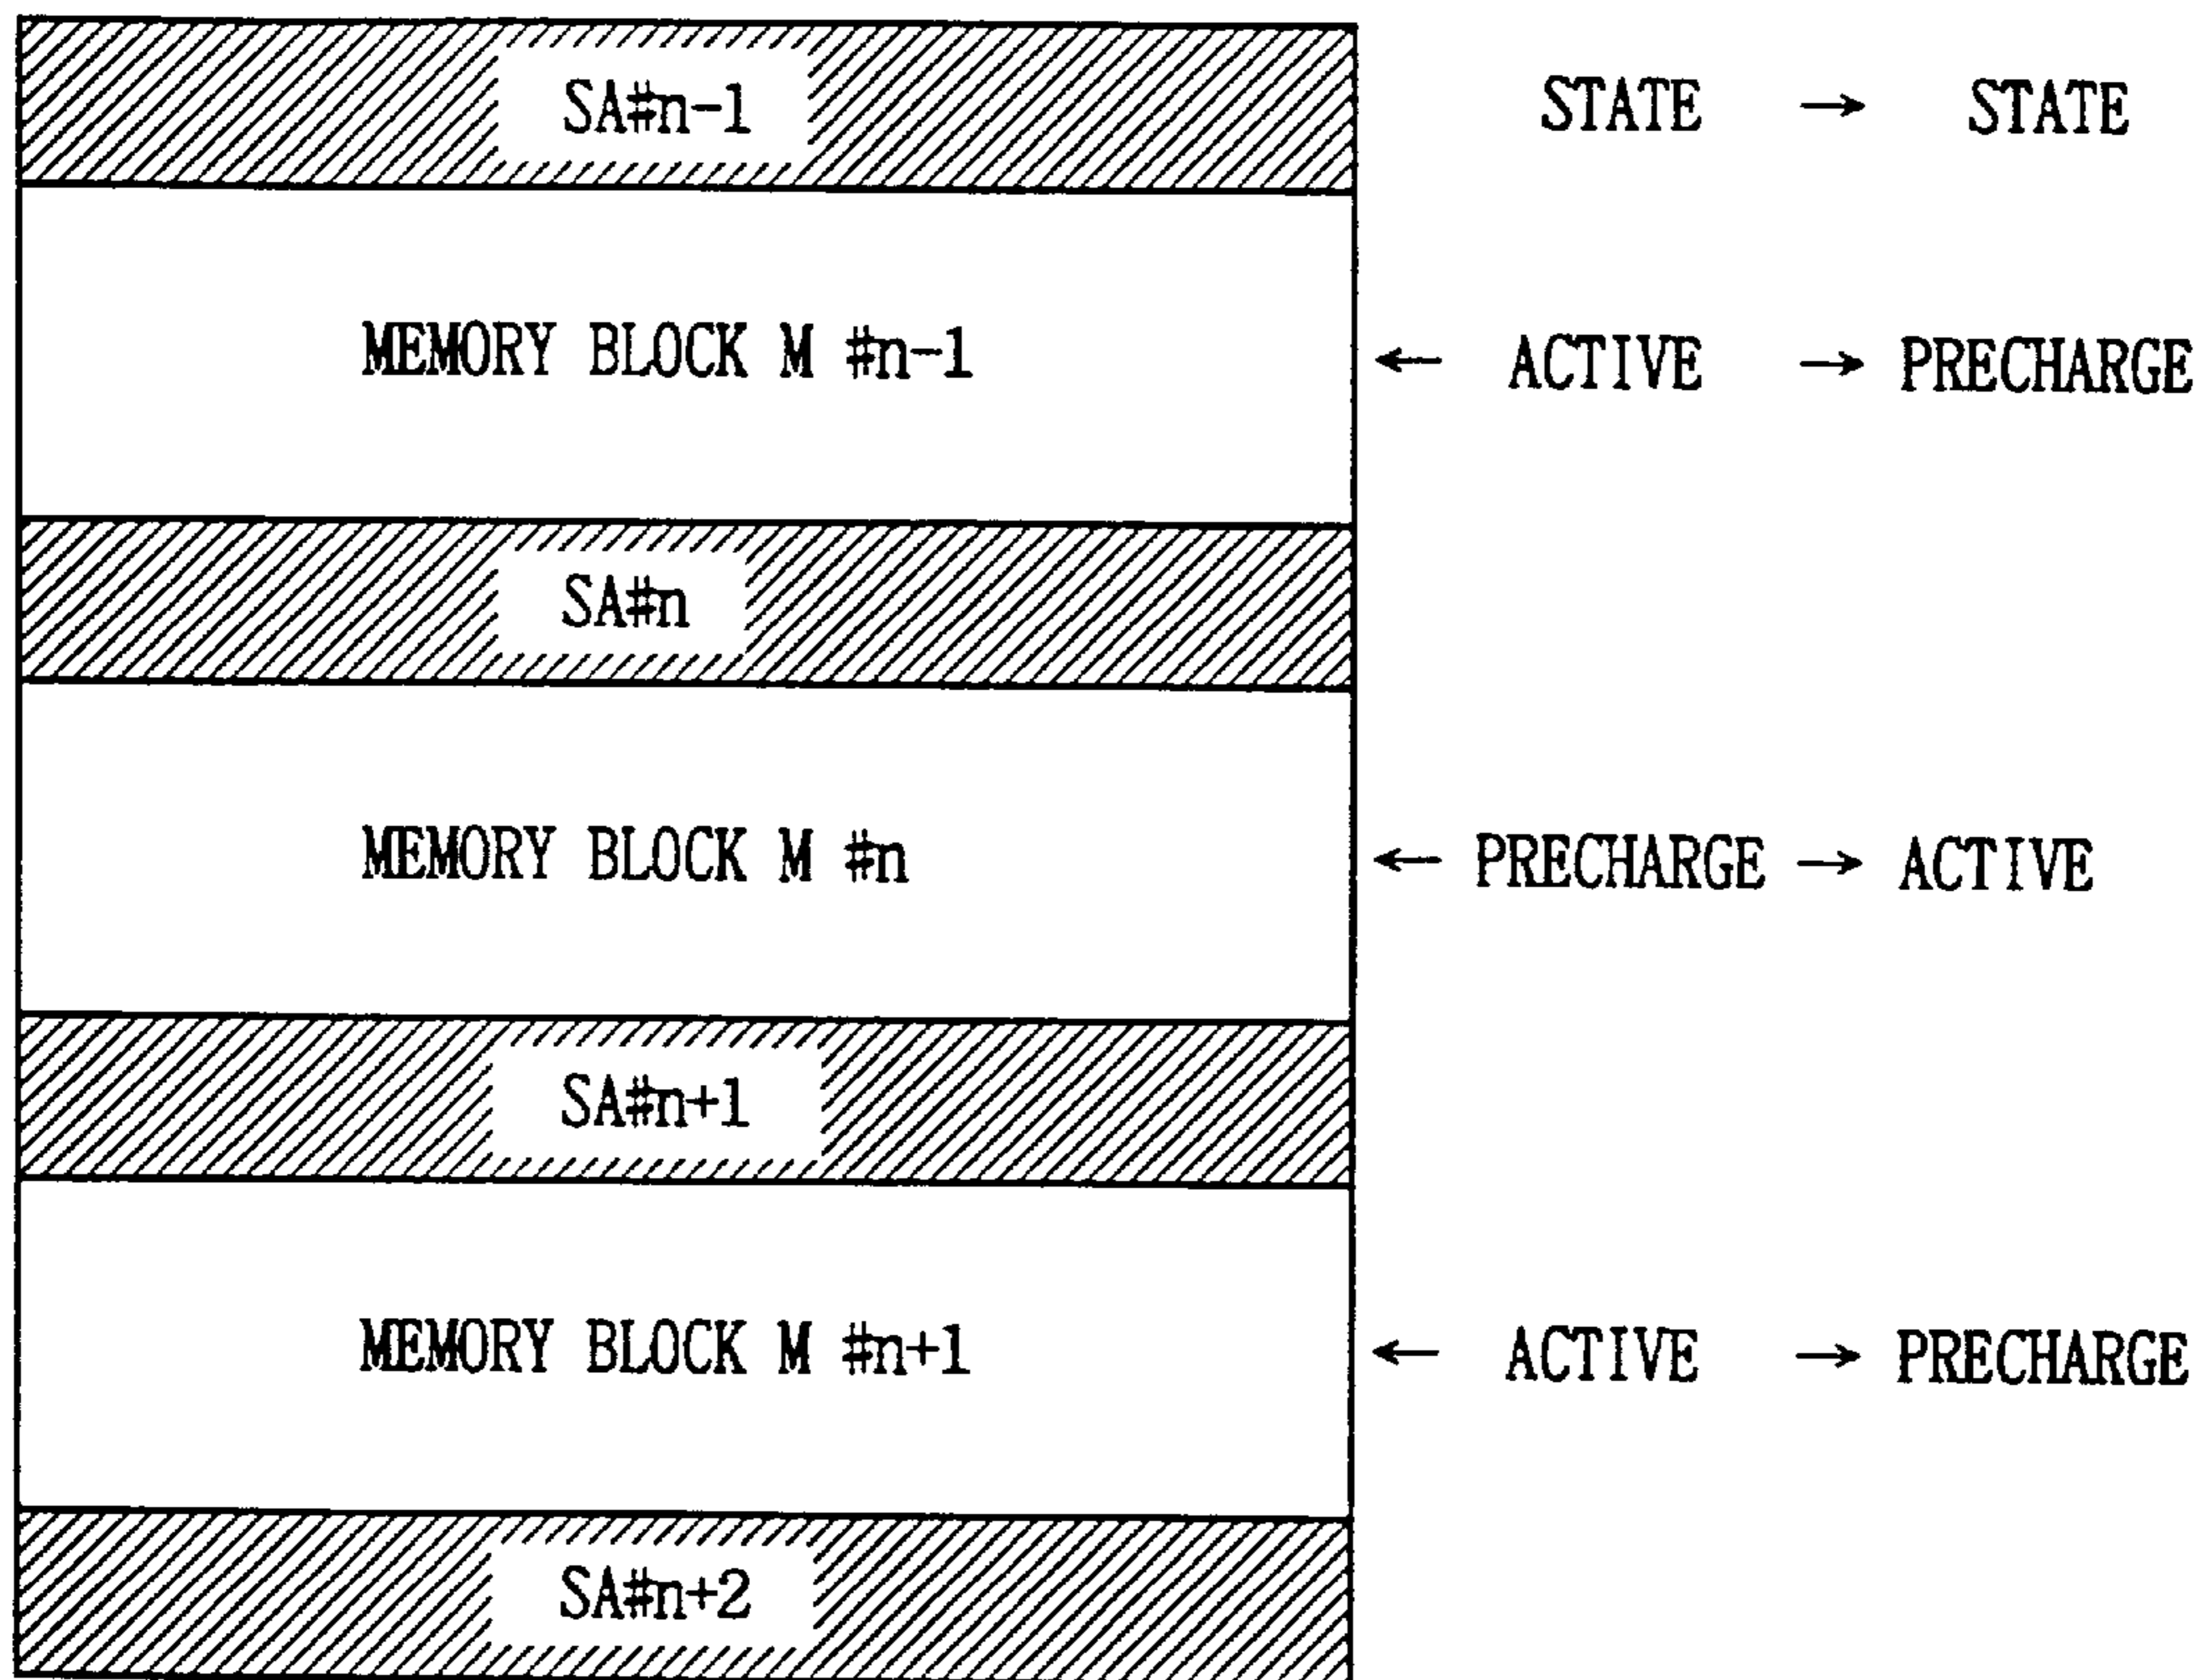 SA#n-1 STATE → STATE
MEMORY BLOCK M #n-1 ← ACTIVE → PRECHARGE
SA#n
MEMORY BLOCK M #n ← PRECHARGE → ACTIVE
SA#n+1
MEMORY BLOCK M #n+1 ← ACTIVE → PRECHARGE
SA#n+2